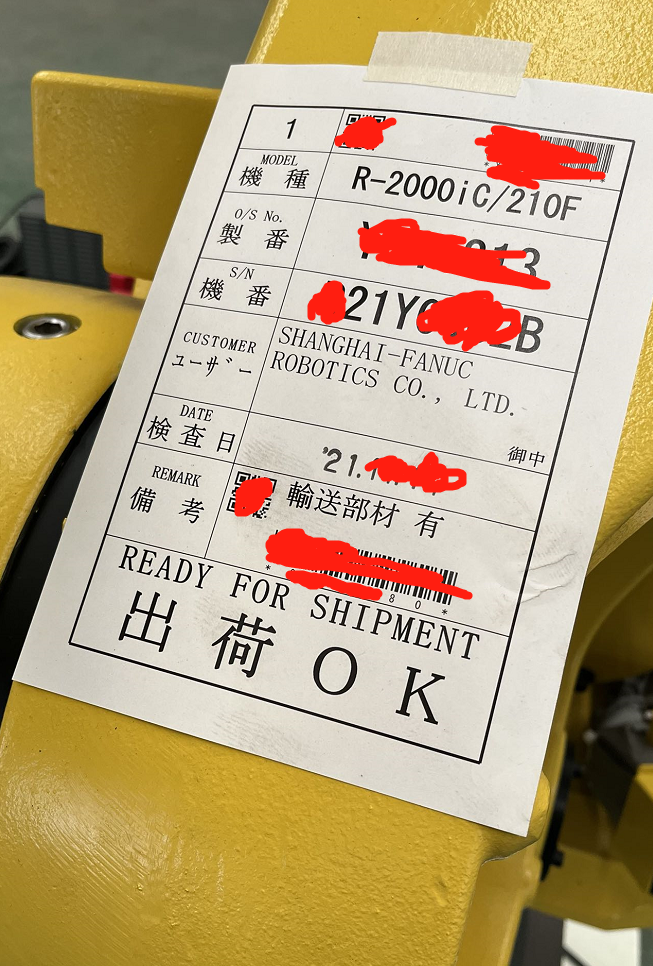 1
MODEL
機 種
R-2000iC/210F
O/S No.
製 番
S/N
機 番
21Y
B
CUSTOMER
ユーザー
SHANGHAI-FANUC
ROBOTICS CO., LTD.
御中
DATE
検 査 日
'21.
REMARK
備 考
輸送部材 有
READY FOR SHIPMENT
出 荷 O K